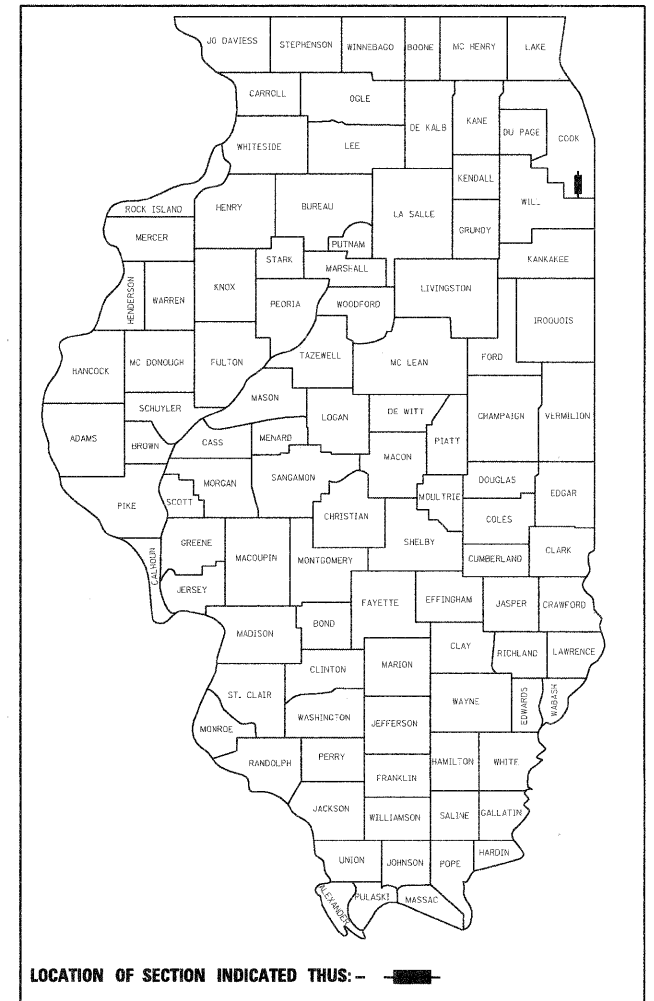 JO DAVIESS STEPHENSON WINNEBAGO BOONE MC HENRY LAKE
CARROLL OGLE DE KALB KANE DU PAGE COOK
WHITESIDE LEE
KENDALL WILL
ROCK ISLAND HENRY BUREAU LA SALLE
MERCER PUTNAM GRUNDY
STARK MARSHALL KANKAKEE
HENDERSON WARREN KNOX PEORIA WOODFORD LIVINGSTON
IROQUOIS
HANCOCK MC DONOUGH FULTON TAZEWELL MC LEAN FORD
MASON
SCHUYLER LOGAN DE WITT CHAMPAIGN VERMILION
ADAMS BROWN CASS MENARD PIATT
MACON
MORGAN SANGAMON DOUGLAS
PIKE SCOTT CHRISTIAN MOULTRIE COLES EDGAR
GREENE MACOUPIN MONTGOMERY SHELBY CUMBERLAND CLARK
CALHOUN
JERSEY
FAYETTE EFFINGHAM JASPER CRAWFORD
MADISON BOND
CLAY RICHLAND LAWRENCE
CLINTON MARION
ST. CLAIR WAYNE EDWARDS WABASH
WASHINGTON JEFFERSON
MONROE
RANDOLPH PERRY HAMILTON WHITE
FRANKLIN
JACKSON WILLIAMSON SALINE GALLATIN
UNION JOHNSON POPE HARDIN
ALEXANDER PULASKI MASSAC
LOCATION OF SECTION INDICATED THUS: -